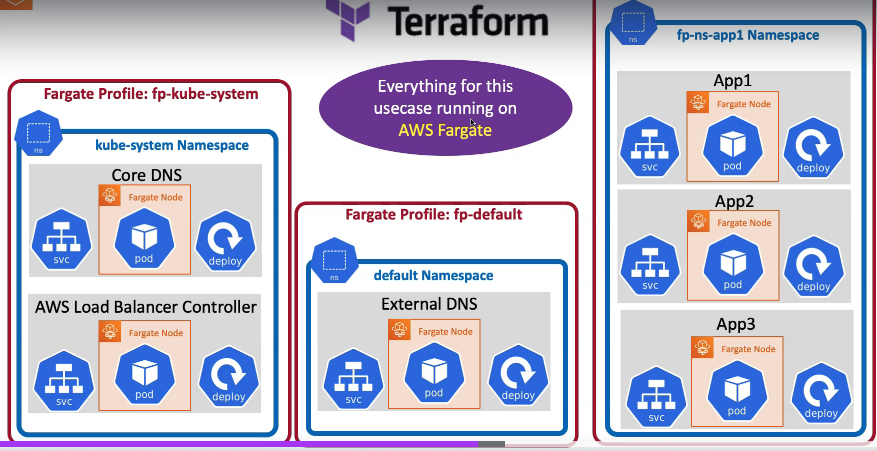 Terraform
Everything for this
usecase running on
AWS Fargate
Fargate Profile: fp-kube-system
ns
kube-system Namespace
Core DNS
Fargate Node
svc
pod
deploy
AWS Load Balancer Controller
Fargate Node
svc
pod
deploy
Fargate Profile: fp-default
ns
default Namespace
External DNS
Fargate Node
svc
pod
deploy
ns
fp-ns-app1 Namespace
App1
Fargate Node
svc
pod
deploy
App2
Fargate Node
svc
pod
deploy
App3
Fargate Node
svc
pod
deploy